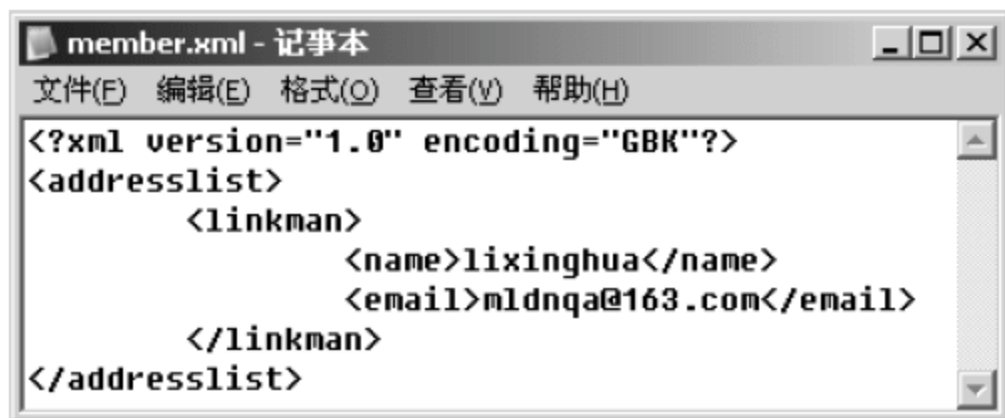 member.xml - 记事本
文件(F) 编辑(E) 格式(O) 查看(V) 帮助(H)
<?xml version="1.0" encoding="GBK"?>
<addresslist>
<linkman>
<name>lixinghua</name>
<email>mldnqa@163.com</email>
</linkman>
</addresslist>